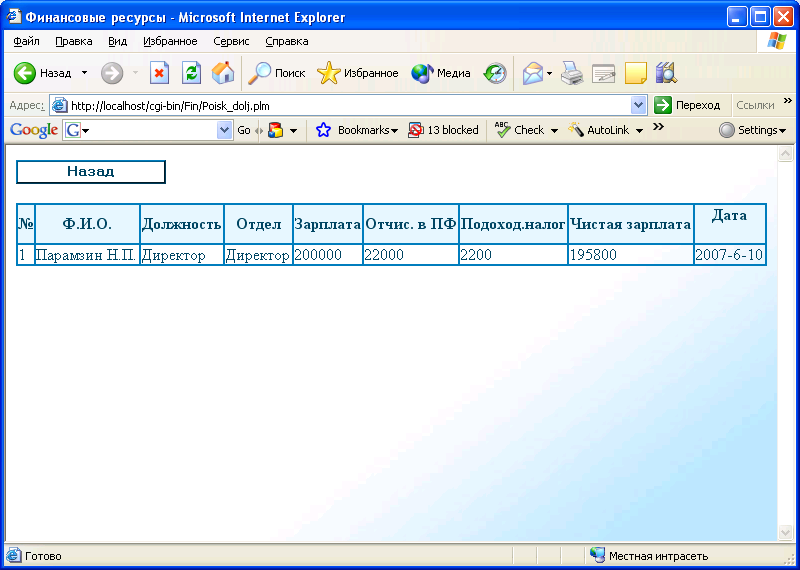 Финансовые ресурсы - Microsoft Internet Explorer
Файл Правка Вид Избранное Сервис Справка
Назад Поиск Избранное Медиа
Адрес: http://localhost/cgi-bin/Fin/Poisk_dolj.plm Переход Ссылки »
Google G Go Bookmarks 13 blocked ABC Check AutoLink » Settings
Назад
№ Ф.И.О. Должность Отдел Зарплата Отчис. в ПФ Подоход.налог Чистая зарплата Дата
1 Парамзин Н.П. Директор Директор 200000 22000 2200 195800 2007-6-10
Готово Местная интрасеть